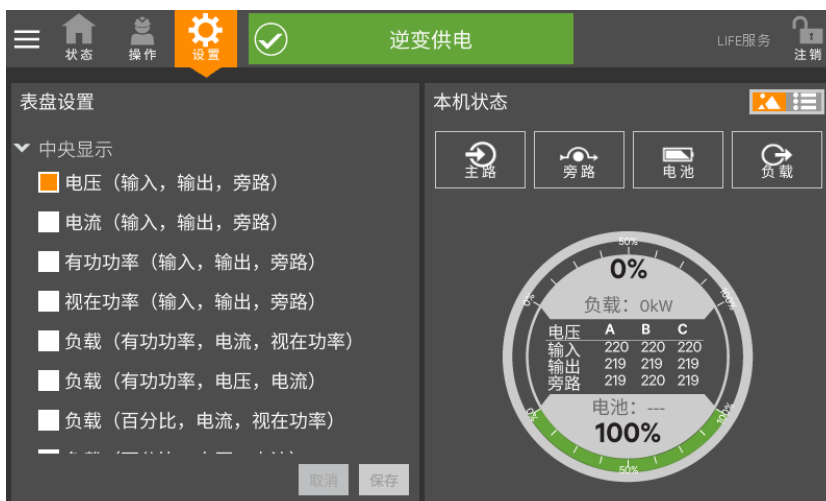 状态
操作
设置
逆变供电
LIFE服务
注销
表盘设置
中央显示
电压（输入，输出，旁路）
电流（输入，输出，旁路）
有功功率（输入，输出，旁路）
视在功率（输入，输出，旁路）
负载（有功功率，电流，视在功率）
负载（有功功率，电压，电流）
负载（百分比，电流，视在功率）
取消
保存
本机状态
主路
旁路
电池
负载
50%
0%
0%
100%
负载：0kW
电压 A B C
输入 220 220 220
输出 219 219 219
旁路 219 220 219
电池：---
100%
0%
100%
50%